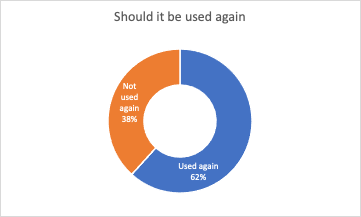 Should it be used again
Not
used
again
38%
Used again
62%